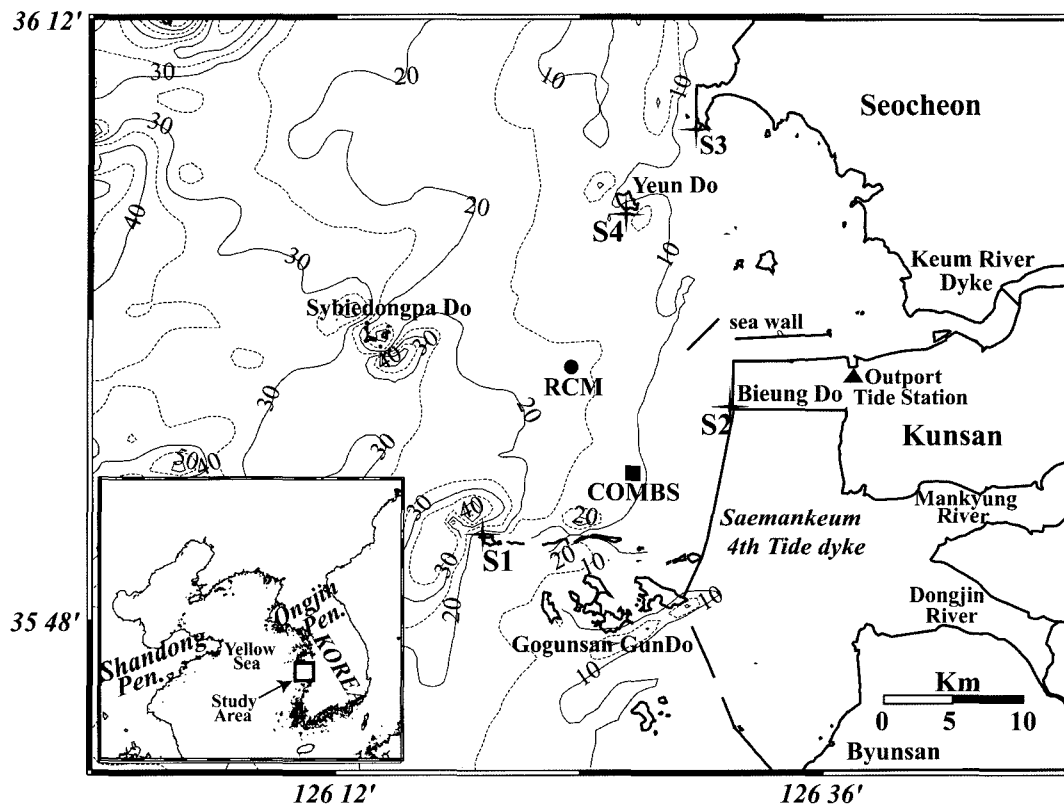 36 12'
Seocheon
S3
Yeun Do
S4
Keum River
Dyke
Sybiedongpa Do
sea wall
RCM
Outport
Tide Station
Bieung Do
S2
Kunsan
COMBS
Mankyung
River
Saemankeum
4th Tide dyke
S1
Dongjin
River
35 48'
Gogunsan GunDo
Ongjin
Pen.
KOREA
Shandong
Pen.
Yellow
Sea
Study
Area
Km
0 5 10
Byunsan
126 12'
126 36'
30
20
10
10
10
30
40
20
30
10
30
40
30
20
50
40
30
40
20
30
20
20
10
10
10